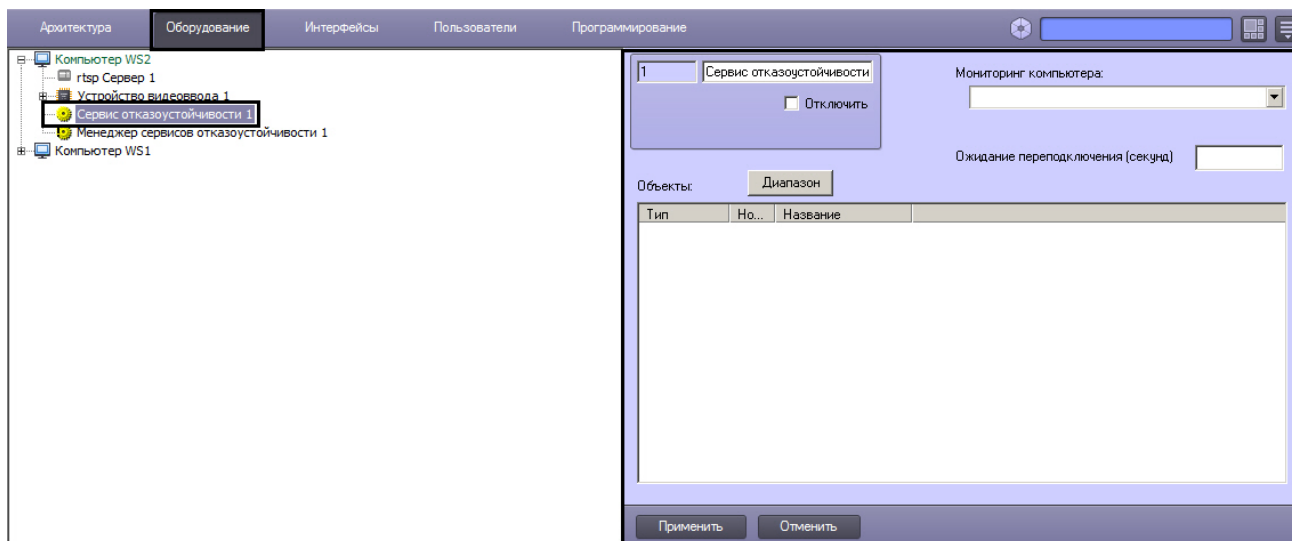 Архитектура Оборудование Интерфейсы Пользователи Программирование
Компьютер WS2
rtsp Сервер 1
Устройство видеоввода 1
Сервис отказоустойчивости 1
Менеджер сервисов отказоустойчивости 1
Компьютер WS1
1 Сервис отказоустойчивости
Отключить
Мониторинг компьютера:
Ожидание переподключения (секунд)
Объекты: Диапазон
Тип Но... Название
Применить Отменить